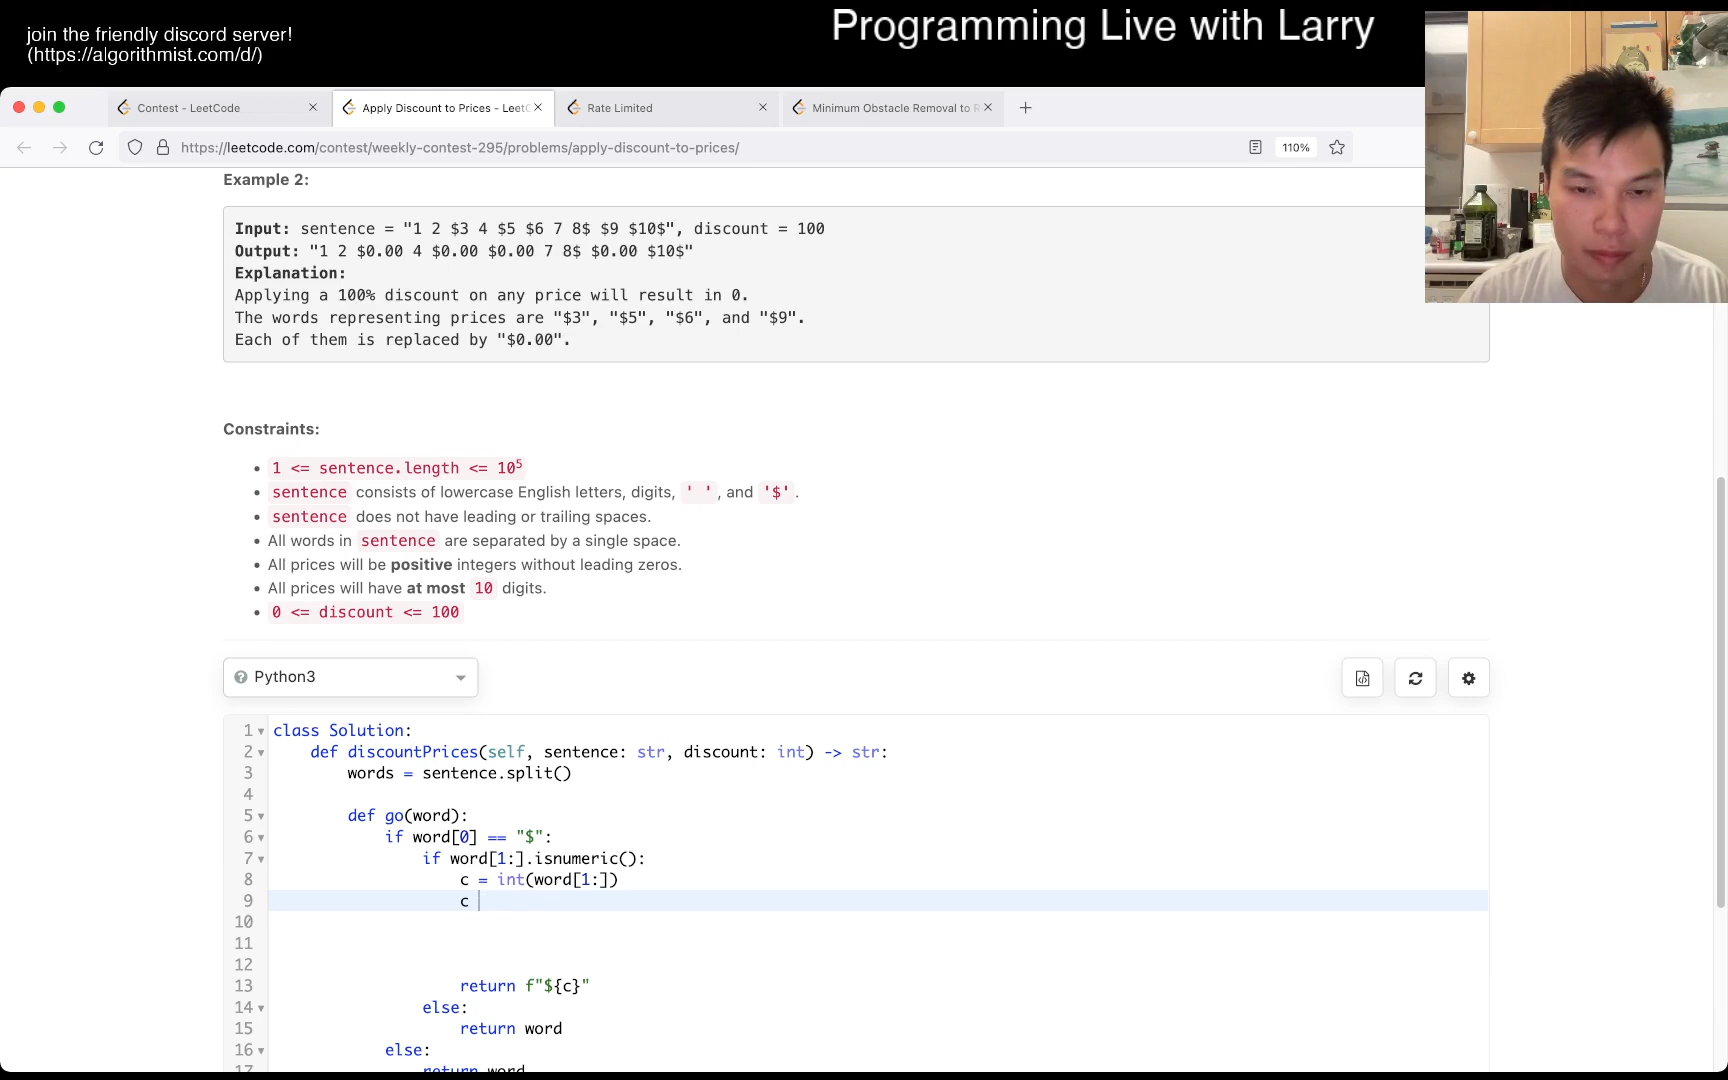 join the friendly discord server!
(https://algorithmist.com/d/)
Programming Live with Larry
Contest - LeetCode
Apply Discount to Prices - LeetC
Rate Limited
Minimum Obstacle Removal to R
https://leetcode.com/contest/weekly-contest-295/problems/apply-discount-to-prices/
110%
Example 2:
Input: sentence = "1 2 $3 4 $5 $6 7 8$ $9 $10$", discount = 100
Output: "1 2 $0.00 4 $0.00 $0.00 7 8$ $0.00 $10$"
Explanation:
Applying a 100% discount on any price will result in 0.
The words representing prices are "$3", "$5", "$6", and "$9".
Each of them is replaced by "$0.00".
Constraints:
1 <= sentence.length <= 10⁵
sentence consists of lowercase English letters, digits, ' ', and '$'.
sentence does not have leading or trailing spaces.
All words in sentence are separated by a single space.
All prices will be positive integers without leading zeros.
All prices will have at most 10 digits.
0 <= discount <= 100
Python3
1 class Solution:
2 def discountPrices(self, sentence: str, discount: int) -> str:
3 words = sentence.split()
4
5 def go(word):
6 if word[0] == "$":
7 if word[1:].isnumeric():
8 c = int(word[1:])
9 c
10
11
12
13 return f"${c}"
14 else:
15 return word
16 else:
17 return word